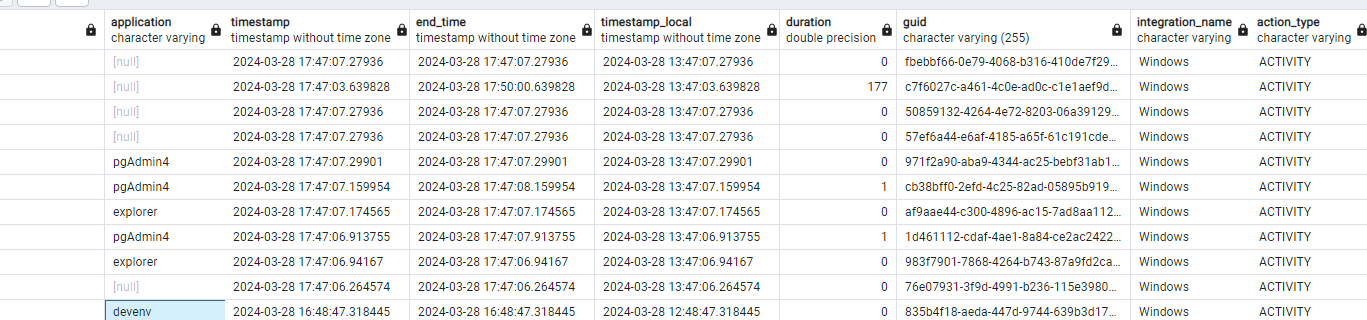 application timestamp end_time timestamp_local duration guid integration_name action_type
character varying timestamp without time zone timestamp without time zone timestamp without time zone double precision character varying (255) character varying character varying
[null] 2024-03-28 17:47:07.27936 2024-03-28 17:47:07.27936 2024-03-28 13:47:07.27936 0 fbebbf66-0e79-4068-b316-410de7f29... Windows ACTIVITY
[null] 2024-03-28 17:47:03.639828 2024-03-28 17:50:00.639828 2024-03-28 13:47:03.639828 177 c7f6027c-a461-4c0e-ad0c-c1e1aef9d... Windows ACTIVITY
[null] 2024-03-28 17:47:07.27936 2024-03-28 17:47:07.27936 2024-03-28 13:47:07.27936 0 50859132-4264-4e72-8203-06a39129... Windows ACTIVITY
[null] 2024-03-28 17:47:07.27936 2024-03-28 17:47:07.27936 2024-03-28 13:47:07.27936 0 57ef6a44-e6af-4185-a65f-61c191cde... Windows ACTIVITY
pgAdmin4 2024-03-28 17:47:07.29901 2024-03-28 17:47:07.29901 2024-03-28 13:47:07.29901 0 971f2a90-aba9-4344-ac25-bebf31ab1... Windows ACTIVITY
pgAdmin4 2024-03-28 17:47:07.159954 2024-03-28 17:47:08.159954 2024-03-28 13:47:07.159954 1 cb38bff0-2efd-4c25-82ad-05895b919... Windows ACTIVITY
explorer 2024-03-28 17:47:07.174565 2024-03-28 17:47:07.174565 2024-03-28 13:47:07.174565 0 af9aae44-c300-4896-ac15-7ad8aa112... Windows ACTIVITY
pgAdmin4 2024-03-28 17:47:06.913755 2024-03-28 17:47:07.913755 2024-03-28 13:47:06.913755 1 1d461112-cdaf-4ae1-8a84-ce2ac2422... Windows ACTIVITY
explorer 2024-03-28 17:47:06.94167 2024-03-28 17:47:06.94167 2024-03-28 13:47:06.94167 0 983f7901-7868-4264-b743-87a9fd2ca... Windows ACTIVITY
[null] 2024-03-28 17:47:06.264574 2024-03-28 17:47:06.264574 2024-03-28 13:47:06.264574 0 76e07931-3f9d-4991-b236-115e3980... Windows ACTIVITY
devenv 2024-03-28 16:48:47.318445 2024-03-28 16:48:47.318445 2024-03-28 12:48:47.318445 0 835b4f18-aeda-447d-9744-639b3d17... Windows ACTIVITY